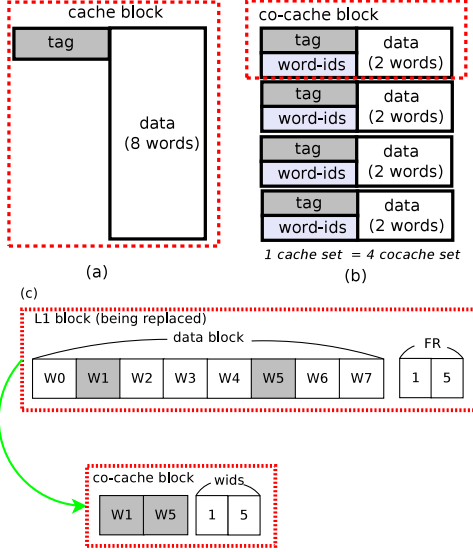 cache block
tag
data
(8 words)
(a)
co-cache block
tag
word-ids
data
(2 words)
tag
word-ids
data
(2 words)
tag
word-ids
data
(2 words)
tag
word-ids
data
(2 words)
1 cache set = 4 cocache set
(b)
(c)
L1 block (being replaced)
data block
FR
W0 W1 W2 W3 W4 W5 W6 W7
1 5
co-cache block
wids
W1 W5
1 5